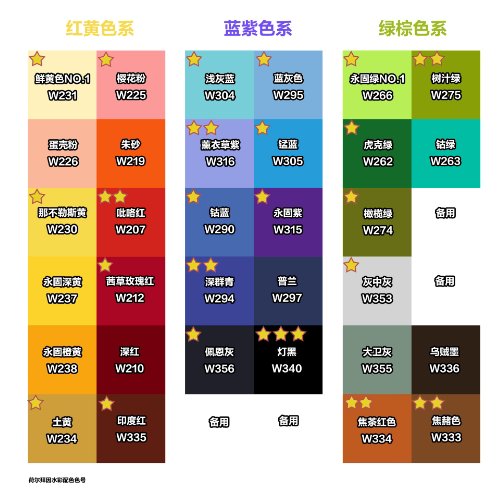 红黄色系
蓝紫色系
绿棕色系
鲜黄色NO.1
W231
樱花粉
W225
浅灰蓝
W304
蓝灰色
W295
永固绿NO.1
W266
树汁绿
W275
蛋壳粉
W226
朱砂
W219
薰衣草紫
W316
锰蓝
W305
虎克绿
W262
钴绿
W263
那不勒斯黄
W230
吡咯红
W207
钴蓝
W290
永固紫
W315
橄榄绿
W274
备用
永固深黄
W237
茜草玫瑰红
W212
深群青
W294
普兰
W297
灰中灰
W353
备用
永固橙黄
W238
深红
W210
佩恩灰
W356
灯黑
W340
大卫灰
W355
乌贼墨
W336
土黄
W234
印度红
W335
备用
备用
焦茶红色
W334
焦赭色
W333
荷尔拜因水彩配色色号